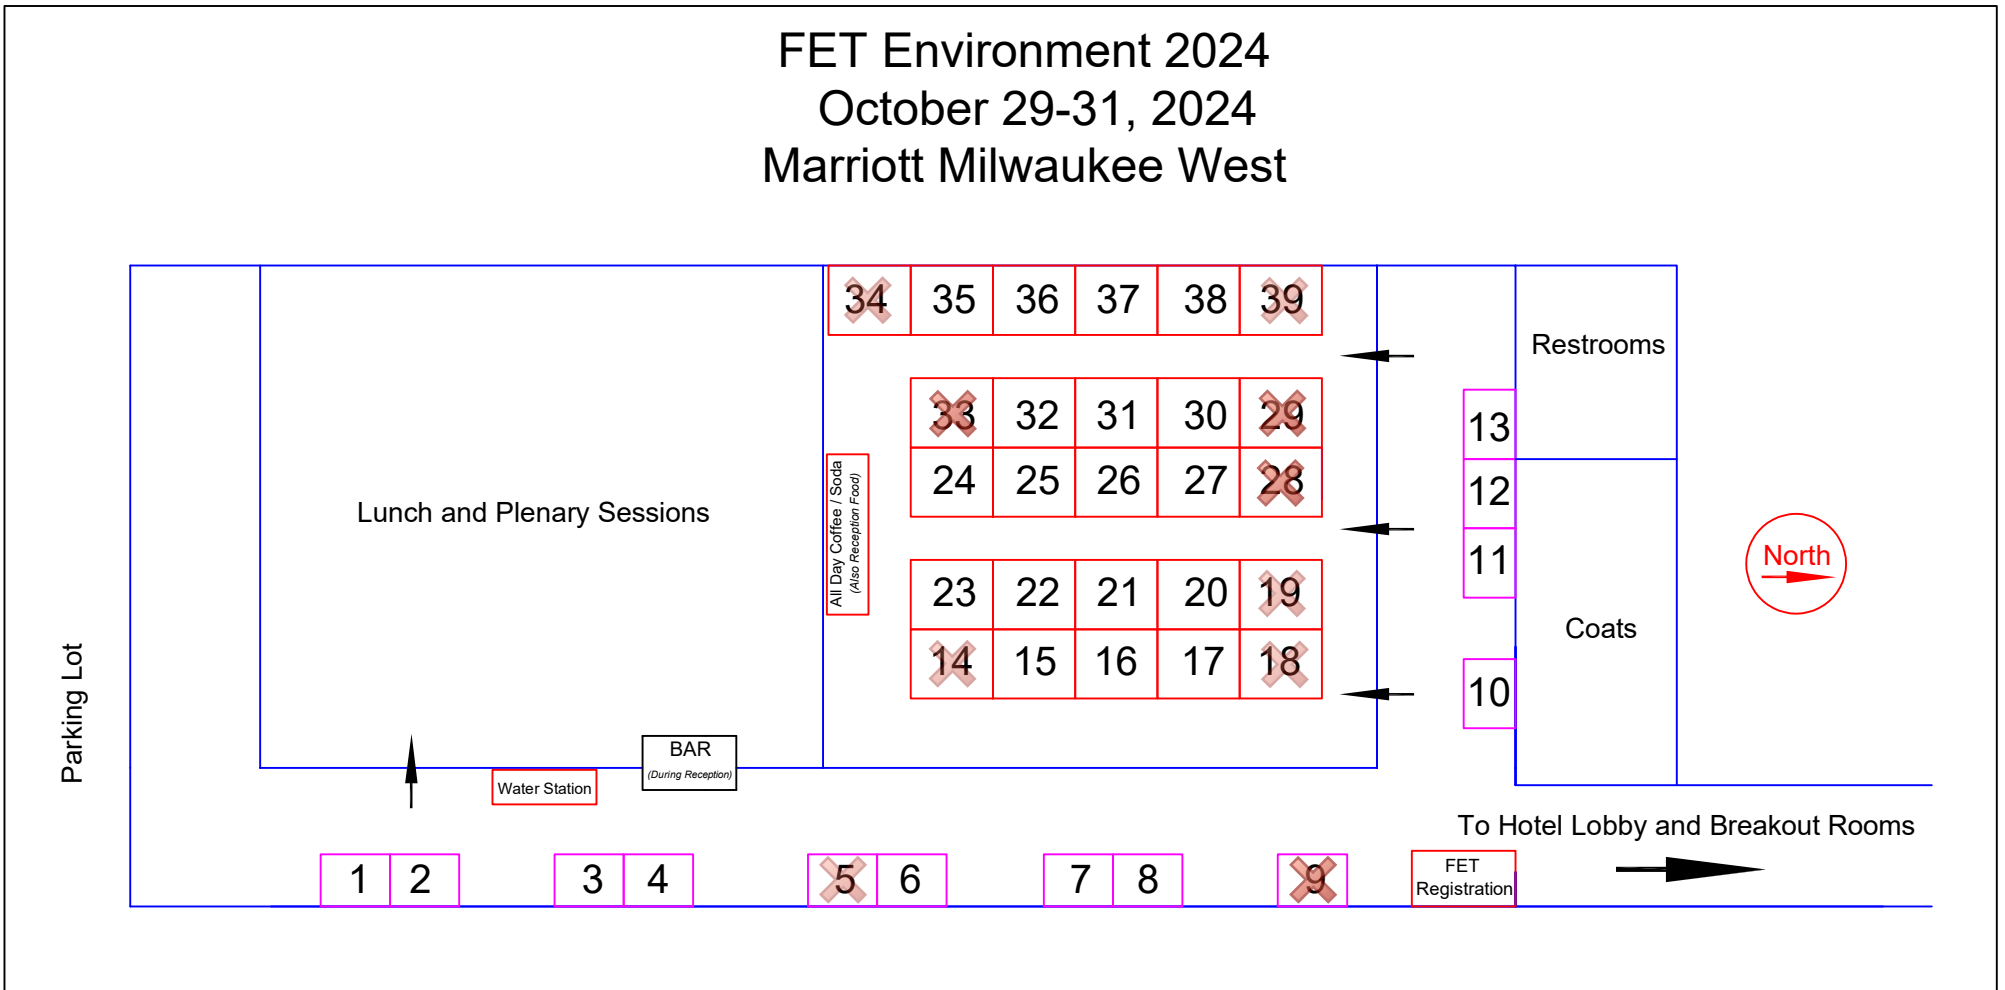 FET Environment 2024
October 29-31, 2024
Marriott Milwaukee West
34 35 36 37 38 39
Restrooms
33 32 31 30 29
13
24 25 26 27 28
12
All Day Coffee / Soda
(Also Reception Food)
Lunch and Plenary Sessions
11
North
23 22 21 20 19
Coats
14 15 16 17 18
10
Parking Lot
BAR
(During Reception)
Water Station
To Hotel Lobby and Breakout Rooms
1 2 3 4 5 6 7 8 9
FET
Registration